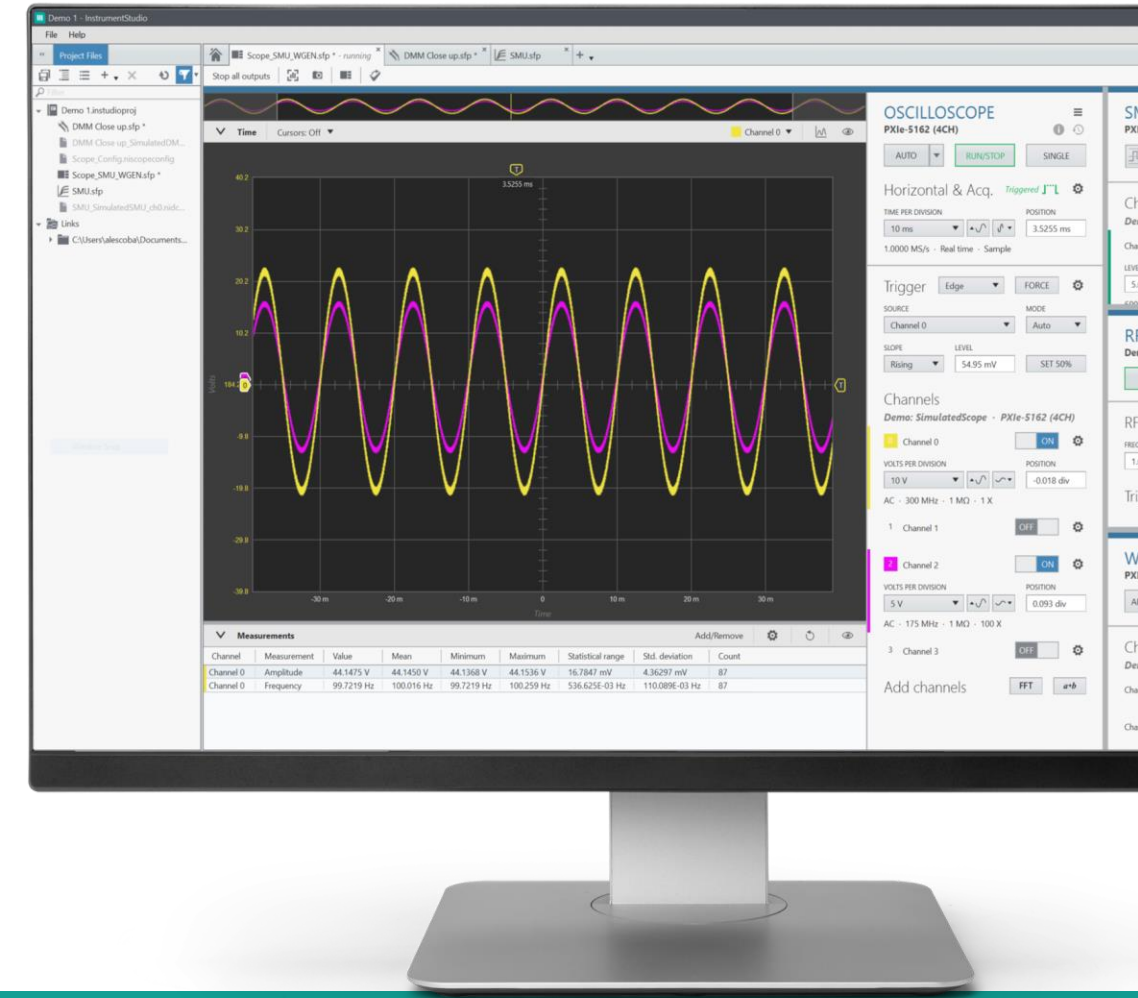 Demo 1 - InstrumentStudio
File Help
Project Files
Scope_SMU_WGEN.sfp * - running
DMM Close up.sfp *
SMU.sfp
Stop all outputs
Filter
Demo 1.instudioproj
DMM Close up.sfp *
DMM Close up_SimulatedDM...
Scope_Config.niscopeconfig
Scope_SMU_WGEN.sfp *
SMU.sfp
SMU_SimulatedSMU_ch0.nidc...
Links
C:\Users\alescoba\Documents...
Time Cursors: Off Channel 0
T
3.5255 ms
40.2
30.2
20.2
10.2
Volts
0
T
-9.8
-19.8
-29.8
-39.8
-30 m -20 m -10 m 0 10 m 20 m 30 m
Time
Measurements Add/Remove
Channel Measurement Value Mean Minimum Maximum Statistical range Std. deviation Count
Channel 0 Amplitude 44.1475 V 44.1450 V 44.1368 V 44.1536 V 16.7847 mV 4.36297 mV 87
Channel 0 Frequency 99.7219 Hz 100.016 Hz 99.7219 Hz 100.259 Hz 536.625E-03 Hz 110.089E-03 Hz 87
OSCILLOSCOPE
PXIe-5162 (4CH)
AUTO RUN/STOP SINGLE
Horizontal & Acq. Triggered
TIME PER DIVISION POSITION
10 ms 3.5255 ms
1.0000 MS/s - Real time - Sample
Trigger Edge FORCE
SOURCE MODE
Channel 0 Auto
SLOPE LEVEL
Rising 54.95 mV SET 50%
Channels
Demo: SimulatedScope - PXIe-5162 (4CH)
0 Channel 0 ON
VOLTS PER DIVISION POSITION
10 V -0.018 div
AC - 300 MHz - 1 MΩ - 1 X
1 Channel 1 OFF
2 Channel 2 ON
VOLTS PER DIVISION POSITION
5 V 0.093 div
AC - 175 MHz - 1 MΩ - 100 X
3 Channel 3 OFF
Add channels FFT a+b